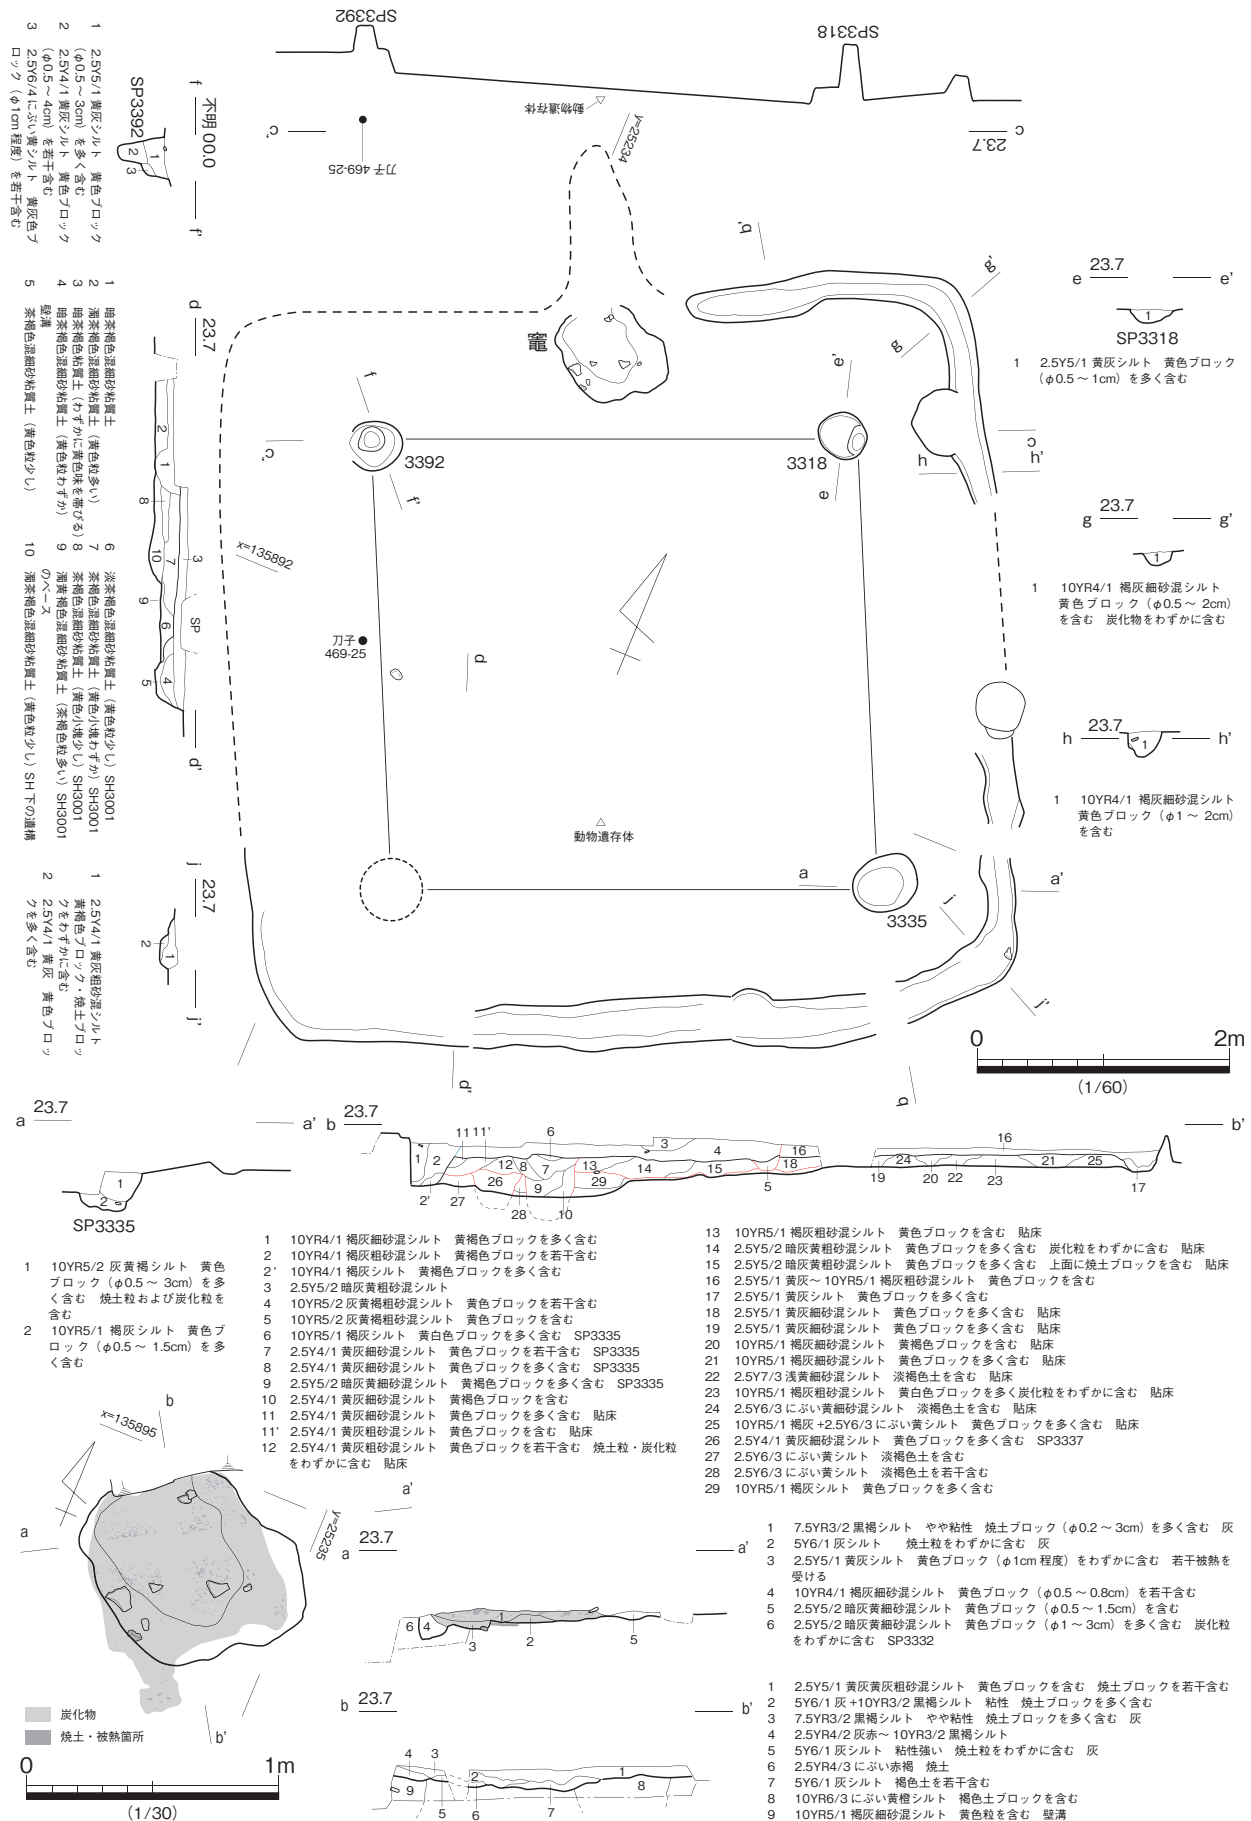 SP3392
SP3318
動物遺存体
y=25234
c'
c
23.7
刀子 469-25
f 不明 00.0 f'
SP3392
1
2
3
1 2.5Y5/1 黄灰シルト 黄色ブロック
(φ0.5～3cm) を多く含む
2 2.5Y4/1 黄灰シルト 黄色ブロック
(φ0.5～4cm) を若干含む
3 2.5Y6/4 にぶい黄シルト 黄灰色ブ
ロック (φ1cm 程度) を若干含む
d 23.7 d'
2
1
8
10
7
3
9
6
SP
5
4
1 暗茶褐色混細砂粘質土
2 濁茶褐色混細砂粘質土 (黄色粒多い)
3 暗茶褐色粘質土 (わずかに黄色味を帯びる)
4 暗茶褐色混細砂粘質土 (黄色粒わずか)
壁溝
5 茶褐色混細砂粘質土 (黄色粒少し)
6 淡茶褐色混細砂粘質土 (黄色粒少し) SH3001
7 茶褐色混細砂粘質土 (黄色小塊わずか) SH3001
8 茶褐色混細砂粘質土 (黄色小塊少し) SH3001
9 濁黄褐色混細砂粘質土 (茶褐色粒多い) SH3001
のベース
10 濁茶褐色混細砂粘質土 (黄色粒少し) SH 下の遺構
j 23.7 j'
2
1
1 2.5Y4/1 黄灰粗砂混シルト
黄褐色ブロック・焼土ブロッ
クをわずかに含む
2 2.5Y4/1 黄灰 黄色ブロッ
クを多く含む
竈
b'
g'
g
e'
e
f
f'
c'
c
h h'
3392
3318
x=135892
刀子
469-25
d
動物遺存体
a a'
3335
j
j'
d'
b
e 23.7 e'
1
SP3318
1 2.5Y5/1 黄灰シルト 黄色ブロック
(φ0.5～1cm) を多く含む
g 23.7 g'
1
1 10YR4/1 褐灰細砂混シルト
黄色ブロック (φ0.5～2cm)
を含む 炭化物をわずかに含む
h 23.7 h'
1
1 10YR4/1 褐灰細砂混シルト
黄色ブロック (φ1～2cm)
を含む
0 2m
(1/60)
a 23.7 a'
1
2
SP3335
1 10YR5/2 灰黄褐シルト 黄色
ブロック (φ0.5～3cm) を多
く含む 焼土粒および炭化粒を
含む
2 10YR5/1 褐灰シルト 黄色ブ
ロック (φ0.5～1.5cm) を多
く含む
b 23.7 b'
11 11' 6 3 4 16 16
1 2 12 8 7 13 14 15 18 24 21 25
26 9 29
2' 27 28 10 5 19 20 22 23 17
1 10YR4/1 褐灰細砂混シルト 黄褐色ブロックを多く含む
2 10YR4/1 褐灰細砂混シルト 黄褐色ブロックを若干含む
2' 10YR4/1 褐灰シルト 黄褐色ブロックを多く含む
3 2.5Y5/2 暗灰黄粗砂混シルト
4 10YR5/2 灰黄褐粗砂混シルト 黄色ブロックを若干含む
5 10YR5/2 灰黄褐粗砂混シルト 黄色ブロックを含む
6 10YR5/1 褐灰シルト 黄白色ブロックを多く含む SP3335
7 2.5Y4/1 黄灰細砂混シルト 黄色ブロックを若干含む SP3335
8 2.5Y4/1 黄灰細砂混シルト 黄色ブロックを多く含む SP3335
9 2.5Y5/2 暗灰黄細砂混シルト 黄褐色ブロックを多く含む SP3335
10 2.5Y4/1 黄灰細砂混シルト 黄褐色ブロックを含む
11 2.5Y4/1 黄灰細砂混シルト 黄色ブロックを多く含む 貼床
11' 2.5Y4/1 黄灰粗砂混シルト 黄色ブロックを含む 貼床
12 2.5Y4/1 黄灰粗砂混シルト 黄色ブロックを若干含む 焼土粒・炭化粒
をわずかに含む 貼床
13 10YR5/1 褐灰粗砂混シルト 黄色ブロックを含む 貼床
14 2.5Y5/2 暗灰黄粗砂混シルト 黄色ブロックを多く含む 炭化粒をわずかに含む 貼床
15 2.5Y5/2 暗灰黄粗砂混シルト 黄色ブロックを多く含む 上面に焼土ブロックを含む 貼床
16 2.5Y5/1 黄灰～10YR5/1 褐灰粗砂混シルト 黄色ブロックを含む
17 2.5Y5/1 黄灰シルト 黄色ブロックを多く含む
18 2.5Y5/1 黄灰細砂混シルト 黄色ブロックを多く含む 貼床
19 2.5Y5/1 黄灰細砂混シルト 黄色ブロックを多く含む 貼床
20 10YR5/1 褐灰細砂混シルト 黄褐色ブロックを含む 貼床
21 10YR5/1 褐灰細砂混シルト 黄色ブロックを多く含む 貼床
22 2.5Y7/3 浅黄細砂混シルト 淡褐色土を含む 貼床
23 10YR5/1 褐灰粗砂混シルト 黄白色ブロックを多く炭化粒をわずかに含む 貼床
24 2.5Y6/3 にぶい黄細砂混シルト 淡褐色土を含む 貼床
25 10YR5/1 褐灰+2.5Y6/3 にぶい黄シルト 黄色ブロックを多く含む 貼床
26 2.5Y4/1 黄灰細砂混シルト 黄色ブロックを多く含む SP3337
27 2.5Y6/3 にぶい黄シルト 淡褐色土を含む
28 2.5Y6/3 にぶい黄シルト 淡褐色土を若干含む
29 10YR5/1 褐灰シルト 黄色ブロックを多く含む
x=135895
b
a'
y=25235
a
b'
炭化物
焼土・被熱箇所
0 1m
(1/30)
a 23.7 a'
6 4 1
3 2 5
1 7.5YR3/2 黒褐シルト やや粘性 焼土ブロック (φ0.2～3cm) を多く含む 灰
2 5Y6/1 灰シルト 焼土粒をわずかに含む 灰
3 2.5Y5/1 黄灰シルト 黄色ブロック (φ1cm 程度) をわずかに含む 若干被熱を
受ける
4 10YR4/1 褐灰細砂混シルト 黄色ブロック (φ0.5～0.8cm) を若干含む
5 2.5Y5/2 暗灰黄細砂混シルト 黄色ブロック (φ0.5～1.5cm) を含む
6 2.5Y5/2 暗灰黄細砂混シルト 黄色ブロック (φ1～3cm) を多く含む 炭化粒
をわずかに含む SP3332
b 23.7 b'
4 3 2 1
9 8
5 6 7
1 2.5Y5/1 黄灰黄灰粗砂混シルト 黄色ブロックを含む 焼土ブロックを若干含む
2 5Y6/1 灰+10YR3/2 黒褐シルト 粘性 焼土ブロックを多く含む
3 7.5YR3/2 黒褐シルト やや粘性 焼土ブロックを多く含む 灰
4 2.5YR4/2 灰赤～10YR3/2 黒褐シルト
5 5Y6/1 灰シルト 粘性強い 焼土粒をわずかに含む 灰
6 2.5YR4/3 にぶい赤褐 焼土
7 5Y6/1 灰シルト 褐色土を若干含む
8 10YR6/3 にぶい黄橙シルト 褐色土ブロックを含む
9 10YR5/1 褐灰細砂混シルト 黄色粒を含む 壁溝